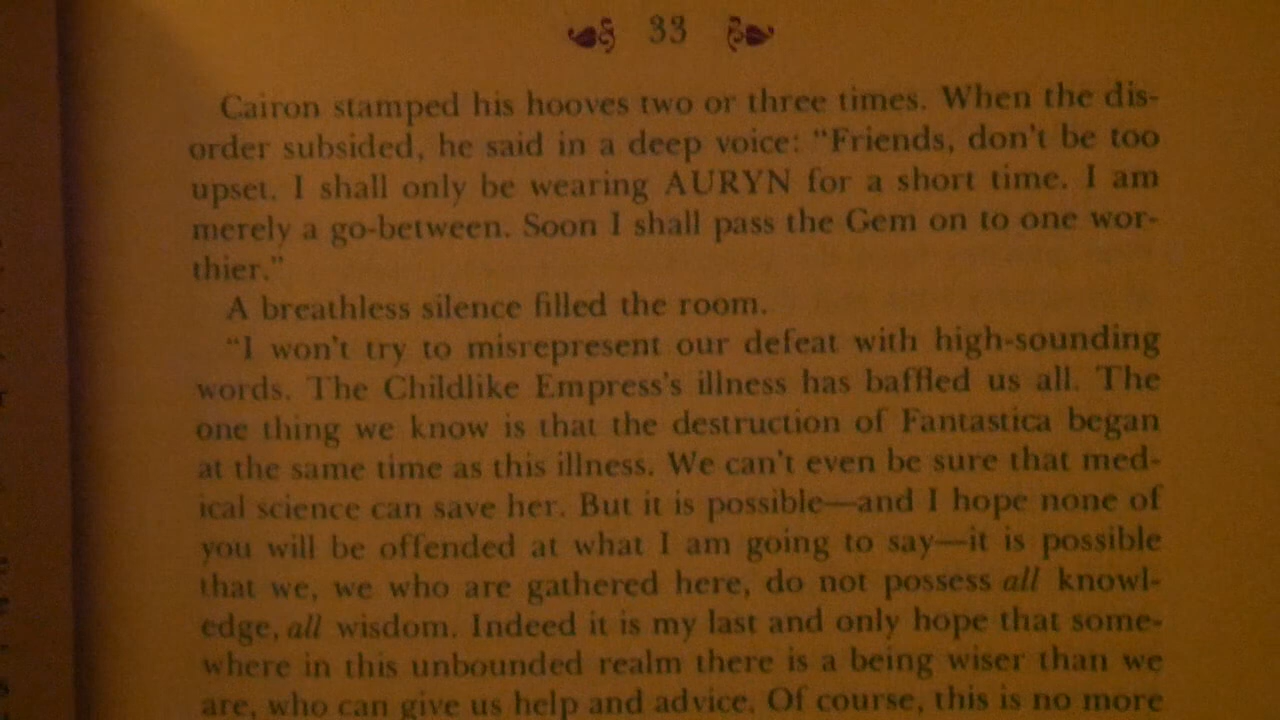 33
Cairon stamped his hooves two or three times. When the dis-
order subsided, he said in a deep voice: “Friends, don't be too
upset. I shall only be wearing AURYN for a short time. I am
merely a go-between. Soon I shall pass the Gem on to one wor-
thier.”
A breathless silence filled the room.
“I won't try to misrepresent our defeat with high-sounding
words. The Childlike Empress's illness has baffled us all. The
one thing we know is that the destruction of Fantastica began
at the same time as this illness. We can't even be sure that med-
ical science can save her. But it is possible—and I hope none of
you will be offended at what I am going to say—it is possible
that we, we who are gathered here, do not possess all knowl-
edge, all wisdom. Indeed it is my last and only hope that some-
where in this unbounded realm there is a being wiser than we
are, who can give us help and advice. Of course, this is no more